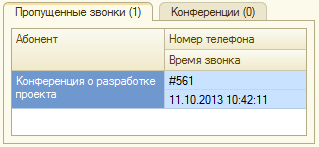 Пропущенные звонки (1) Конференции (0)
Абонент Номер телефона
Время звонка
Конференция о разработке #561
проекта 11.10.2013 10:42:11